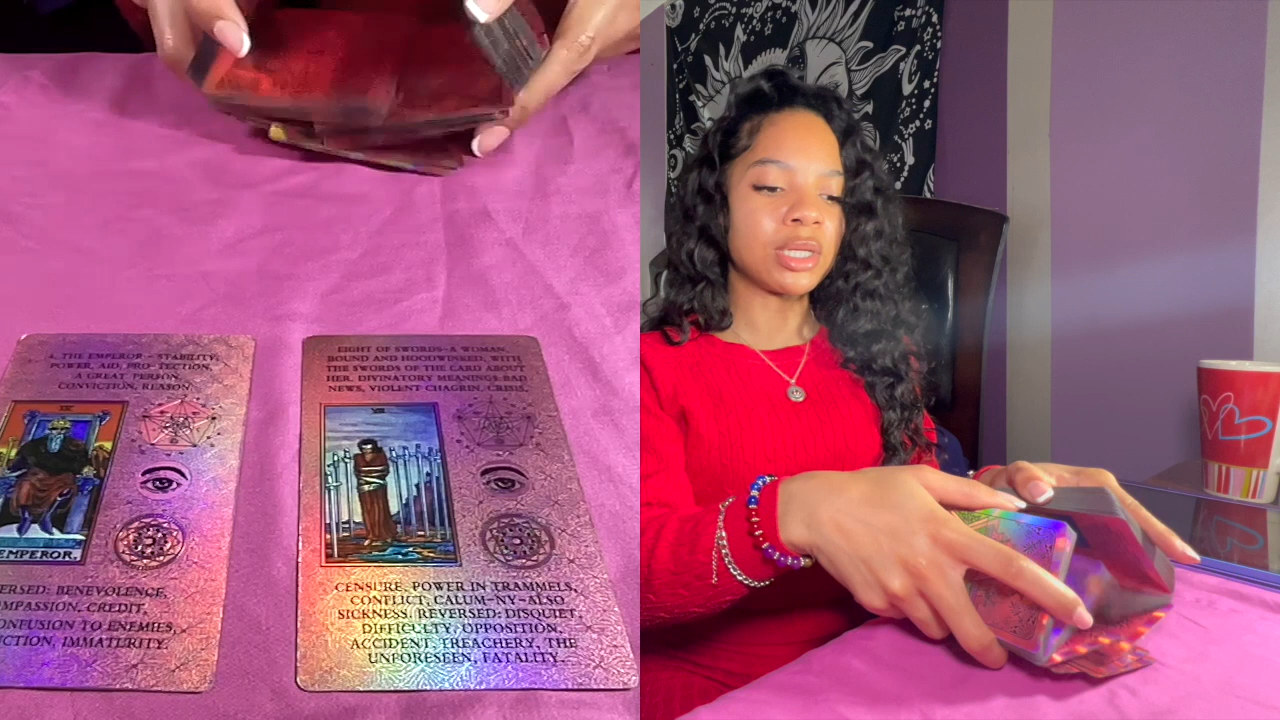 4. THE EMPEROR - STABILITY,
POWER, AID, PRO-TECTION,
A GREAT PERSON,
CONVICTION, REASON.
EMPEROR.
ERSED: BENEVOLENCE,
MPASSION, CREDIT,
ONFUSION TO ENEMIES,
UCTION, IMMATURITY.
EIGHT OF SWORDS-A WOMAN,
BOUND AND HOODWINKED, WITH
THE SWORDS OF THE CARD ABOUT
HER, DIVINATORY MEANINGS BAD
NEWS, VIOLENT CHAGRIN, CRISIS,
VIII
CENSURE, POWER IN TRAMMELS,
CONFLICT, CALUM-NY-ALSO
SICKNESS. REVERSED: DISQUIET,
DIFFICULTY, OPPOSITION,
ACCIDENT, TREACHERY, THE
UNFORESEEN, FATALITY.